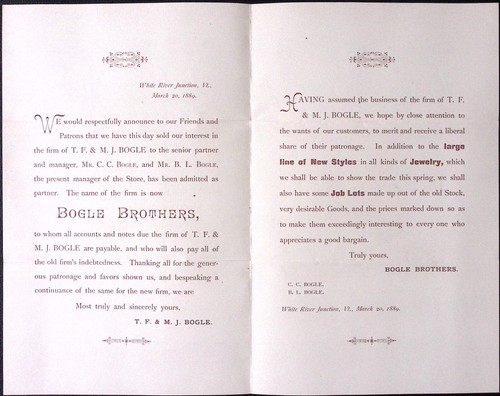 White River Junction, Vt.,
March 20, 1889.
WE would respectfully announce to our Friends and
Patrons that we have this day sold our interest in
the firm of T. F. & M. J. BOGLE to the senior partner
and manager, MR. C. C. BOGLE, and MR. B. L. BOGLE,
the present manager of the Store, has been admitted as
partner. The name of the firm is now
BOGLE BROTHERS,
to whom all accounts and notes due the firm of T. F. &
M. J. BOGLE are payable, and who will also pay all of
the old firm's indebtedness. Thanking all for the gener-
ous patronage and favors shown us, and bespeaking a
continuance of the same for the new firm, we are
Most truly and sincerely yours,
T. F. & M. J. BOGLE.
HAVING assumed the business of the firm of T. F.
& M. J. BOGLE, we hope by close attention to
the wants of our customers, to merit and receive a liberal
share of their patronage. In addition to the large
line of New Styles in all kinds of Jewelry, which
we shall be able to show the trade this spring, we shall
also have some Job Lots made up out of the old Stock,
very desirable Goods, and the prices marked down so as
to make them exceedingly interesting to every one who
appreciates a good bargain.
Truly yours,
BOGLE BROTHERS.
C. C. BOGLE,
B. L. BOGLE,
White River Junction, Vt., March 20, 1889.